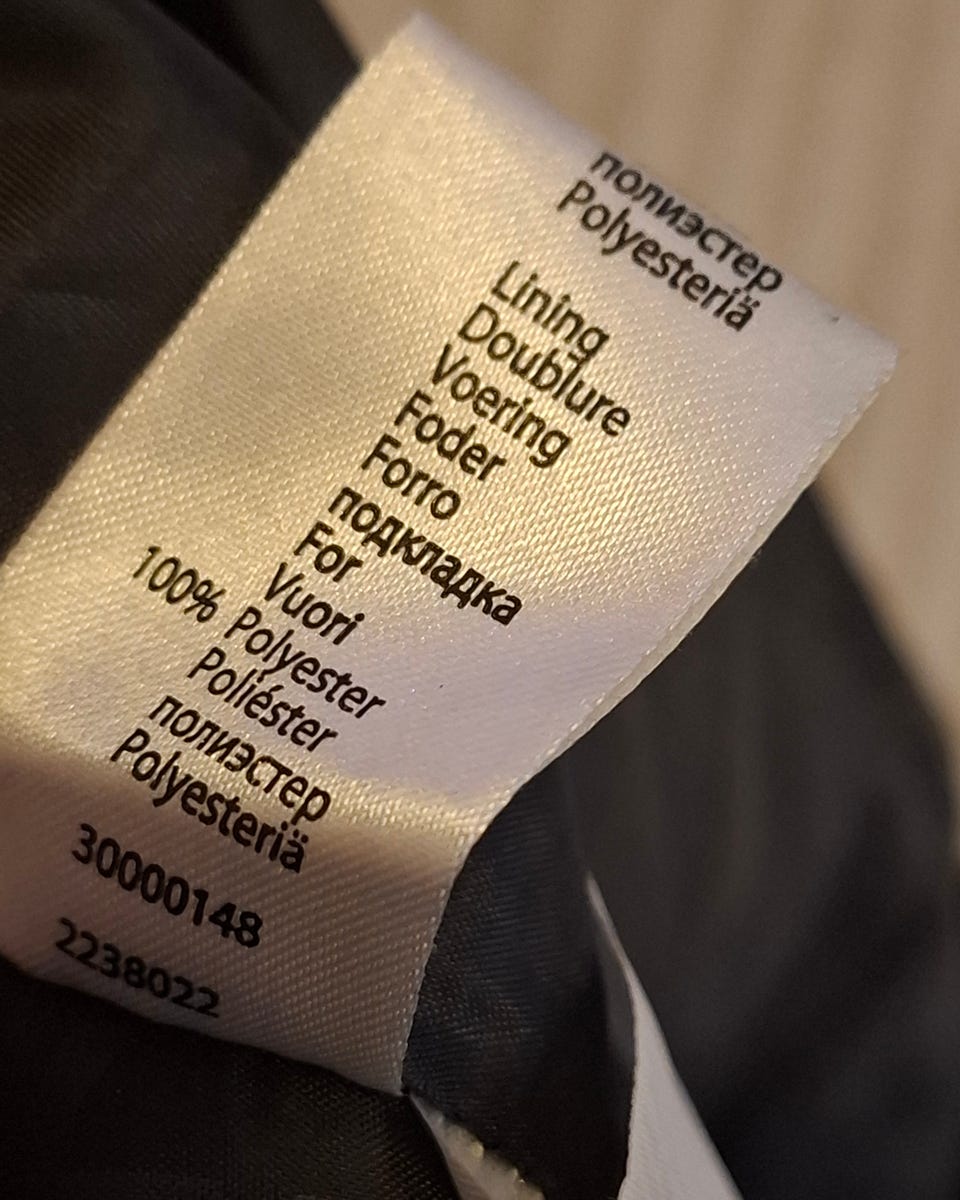 полиэстер
Polyesteriä
Lining
Doublure
Voering
Foder
Forro
подкладка
For
Vuori
100% Polyester
Poliéster
полиэстер
Polyesteriä
30000148
2238022